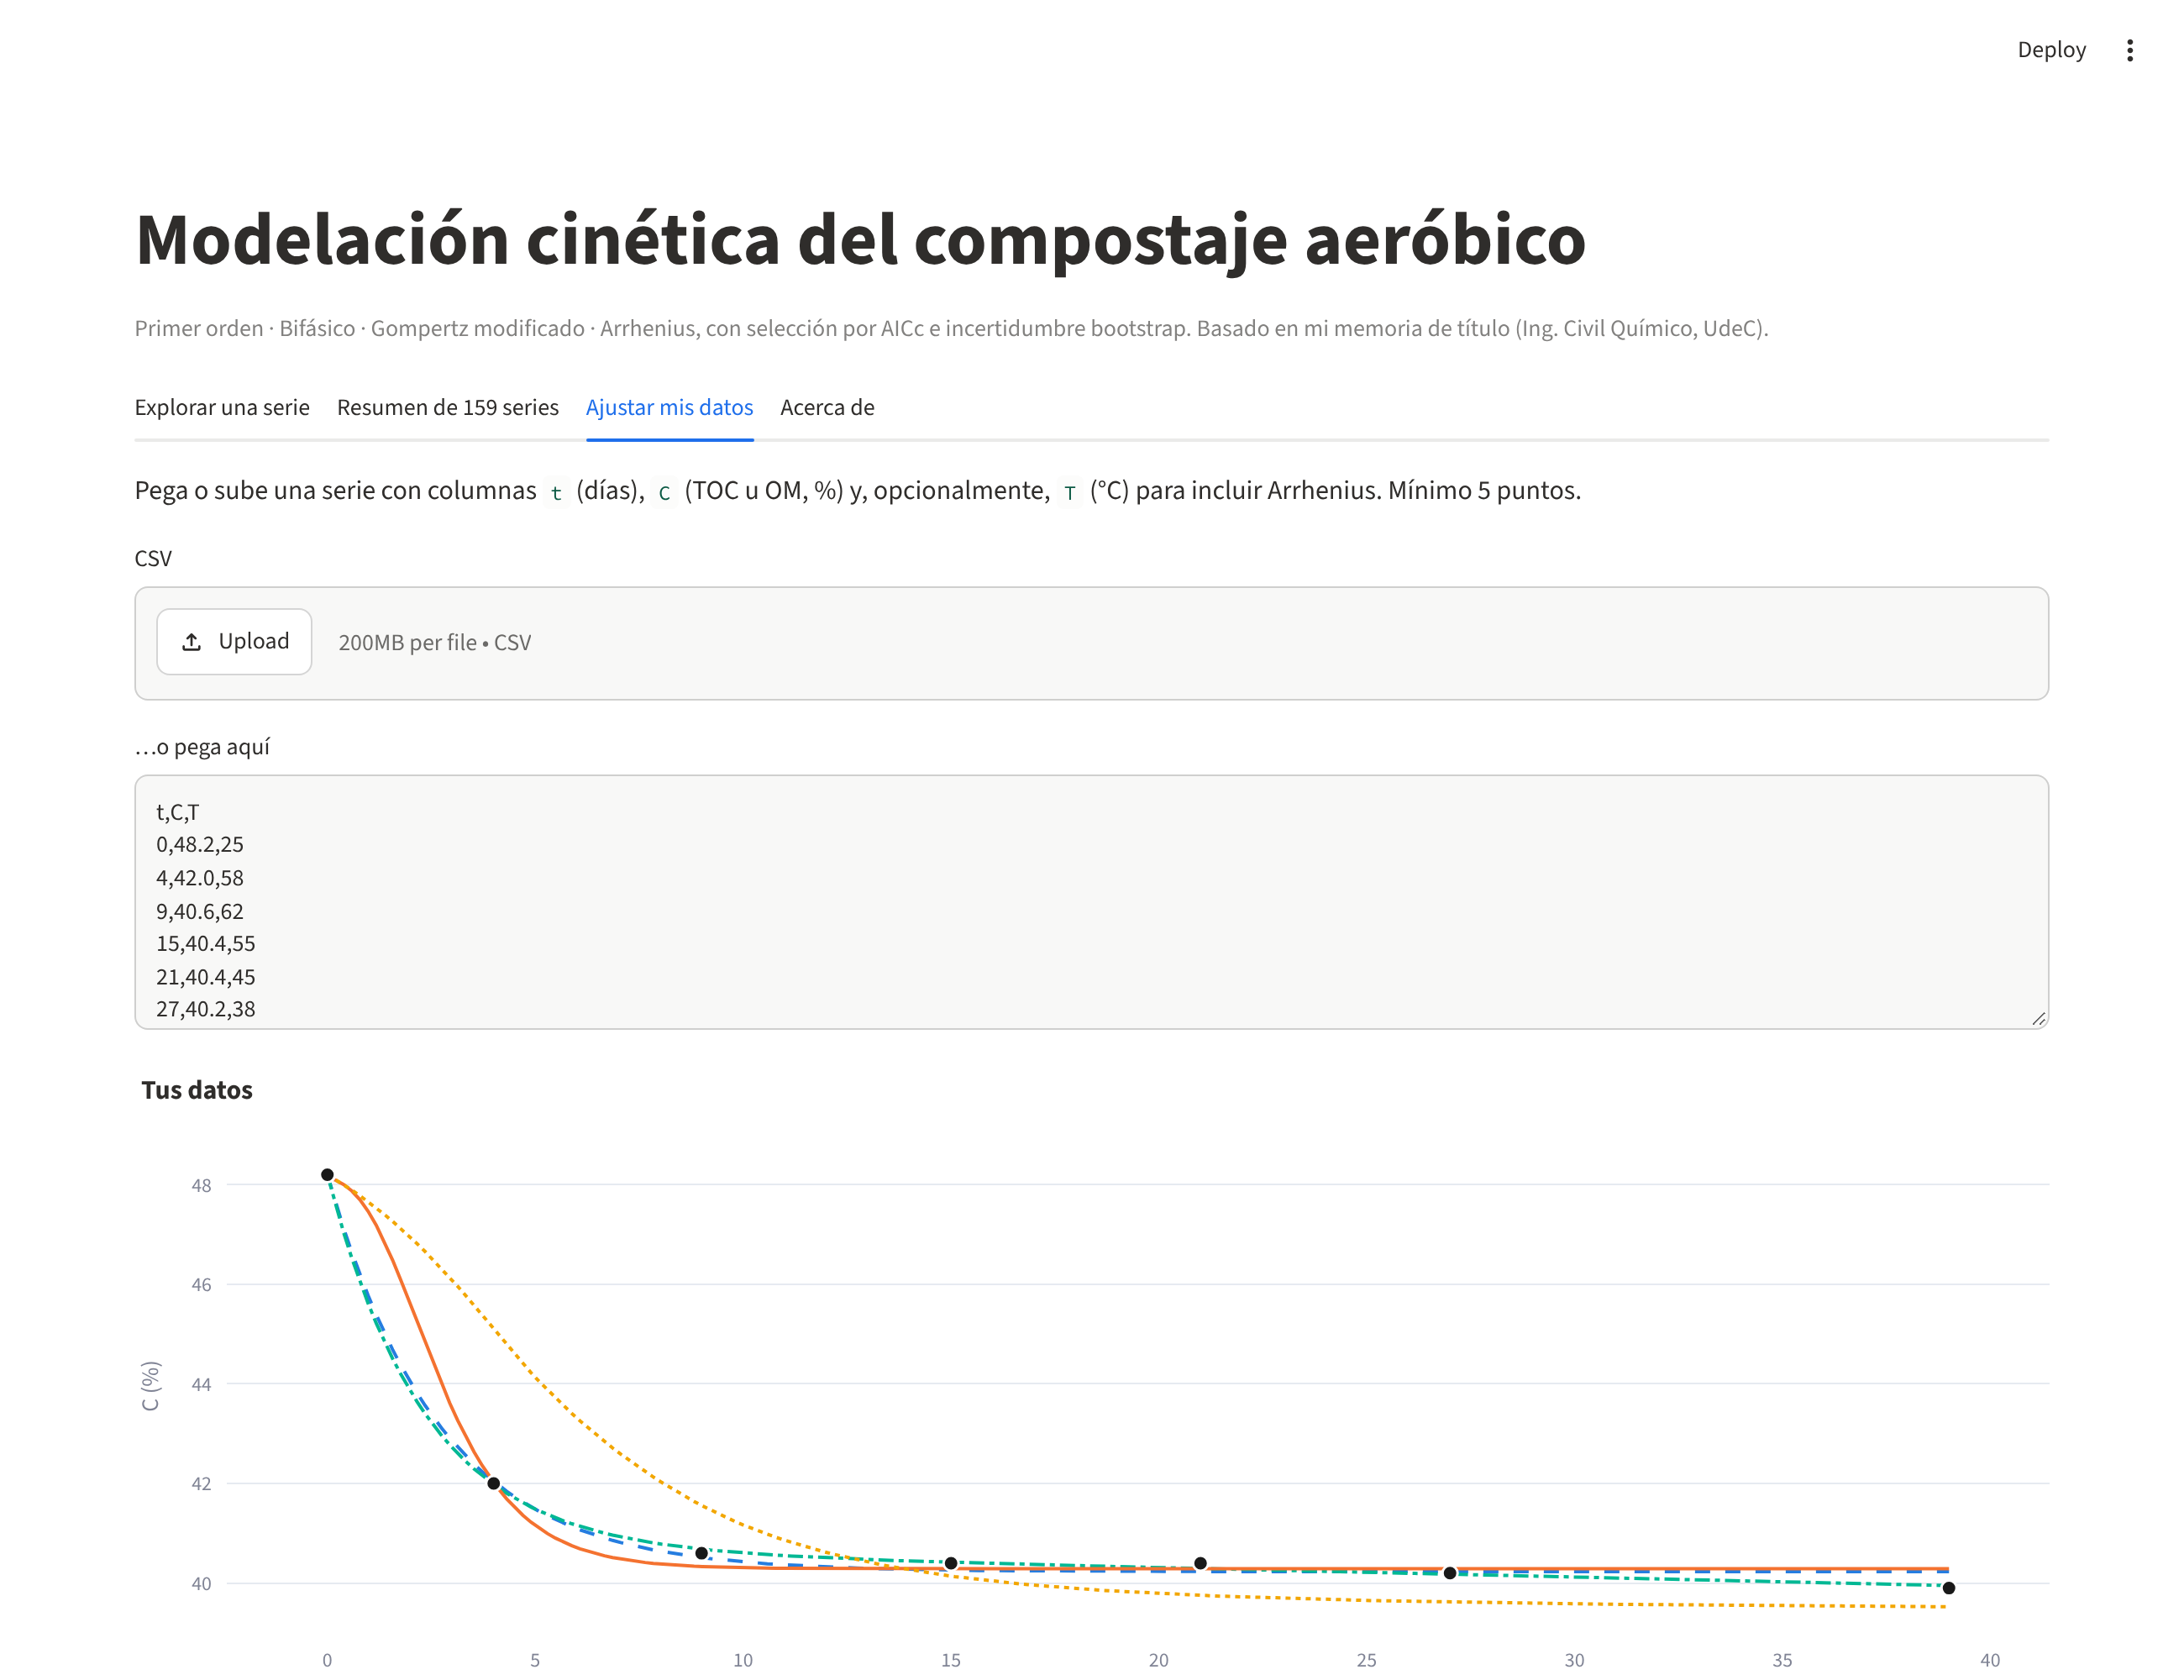 Deploy
Modelación cinética del compostaje aeróbico
Primer orden · Bifásico · Gompertz modificado · Arrhenius, con selección por AICc e incertidumbre bootstrap. Basado en mi memoria de título (Ing. Civil Químico, UdeC).
Explorar una serie Resumen de 159 series Ajustar mis datos Acerca de
Pega o sube una serie con columnas t (días), C (TOC u OM, %) y, opcionalmente, T (°C) para incluir Arrhenius. Mínimo 5 puntos.
CSV
Upload 200MB per file • CSV
…o pega aquí
t,C,T
0,48.2,25
4,42.0,58
9,40.6,62
15,40.4,55
21,40.4,45
27,40.2,38
Tus datos
48
46
44
C (%)
42
40
0 5 10 15 20 25 30 35 40